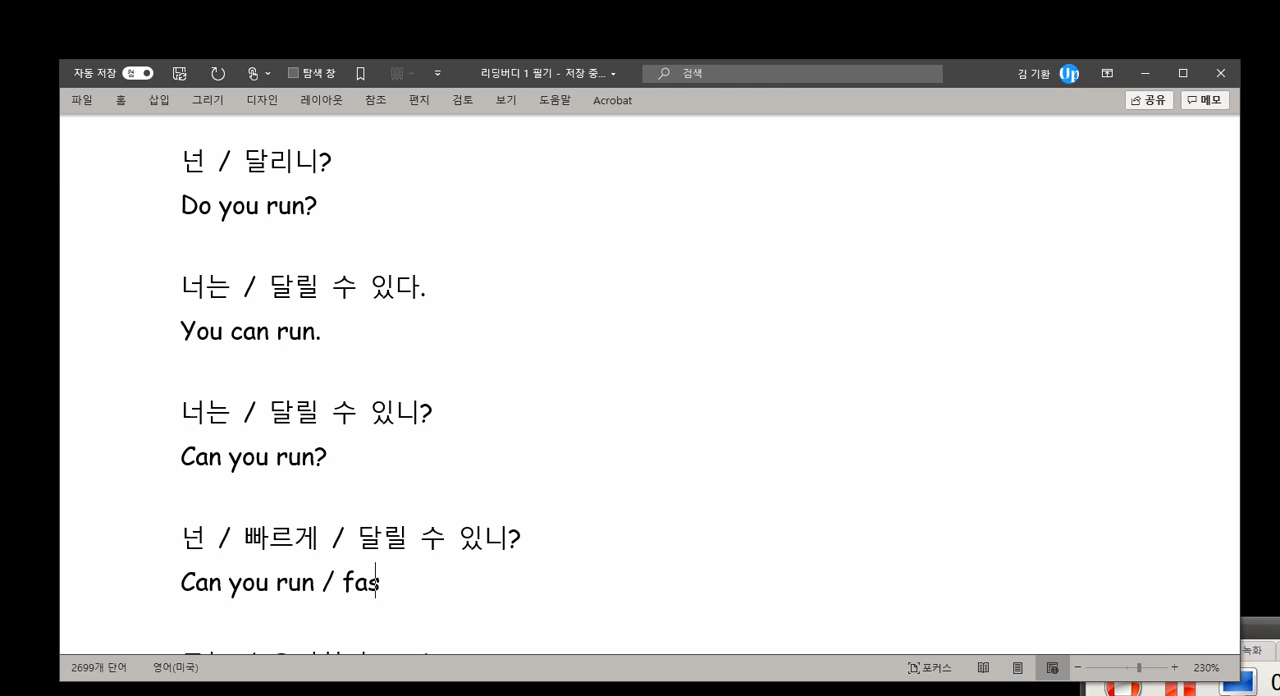 자동 저장
탐색 창
리딩버디 1 필기 - 저장 중...
검색
김 기환
Up
파일 홈 삽입 그리기 디자인 레이아웃 참조 편지 검토 보기 도움말 Acrobat
공유 메모
넌 / 달리니?
Do you run?
너는 / 달릴 수 있다.
You can run.
너는 / 달릴 수 있니?
Can you run?
넌 / 빠르게 / 달릴 수 있니?
Can you run / fas
녹화
2699개 단어 영어(미국) 포커스 230%